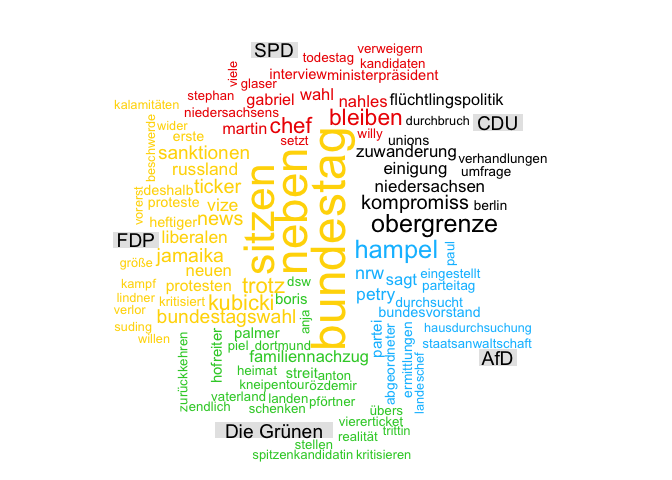 SPD
verweigern
todestag
viele
kandidaten
interview
ministerpräsident
glaser
stephan
gabriel
wahl
nahles
flüchtlingspolitik
kalamitäten
niedersachsens
bleiben
durchbruch
CDU
wider
martin
chef
willy
beschwerde
erste
setzt
unions
sanktionen
zuwanderung
verhandlungen
russland
einigung
umfrage
deshalb
ticker
sitzen
neben
bundestag
niedersachsen
vorerst
proteste
vize
kompromiss
berlin
heftiger
news
obergrenze
FDP
liberalen
hampel
paul
jamaika
größe
neuen
nrw
sagt
eingestellt
kampf
protesten
trotz
dsw
petry
parteitag
lindner
kritisiert
kubicki
boris
durchsucht
verlor
bundestagswahl
anja
bundesvorstand
suding
palmer
partei
hausdurchsuchung
willen
piel
dortmund
staatsanwaltschaft
zurückkehren
hofreiter
familiennachzug
abgeordneter
ermittlungen
landeschef
AfD
heimat
streit
anton
kneipentour
özdemir
vaterland
landen
pförtner
endlich
z
schenken
übers
Die Grünen
viererticket
stellen
realität
trittin
spitzenkandidatin
kritisieren